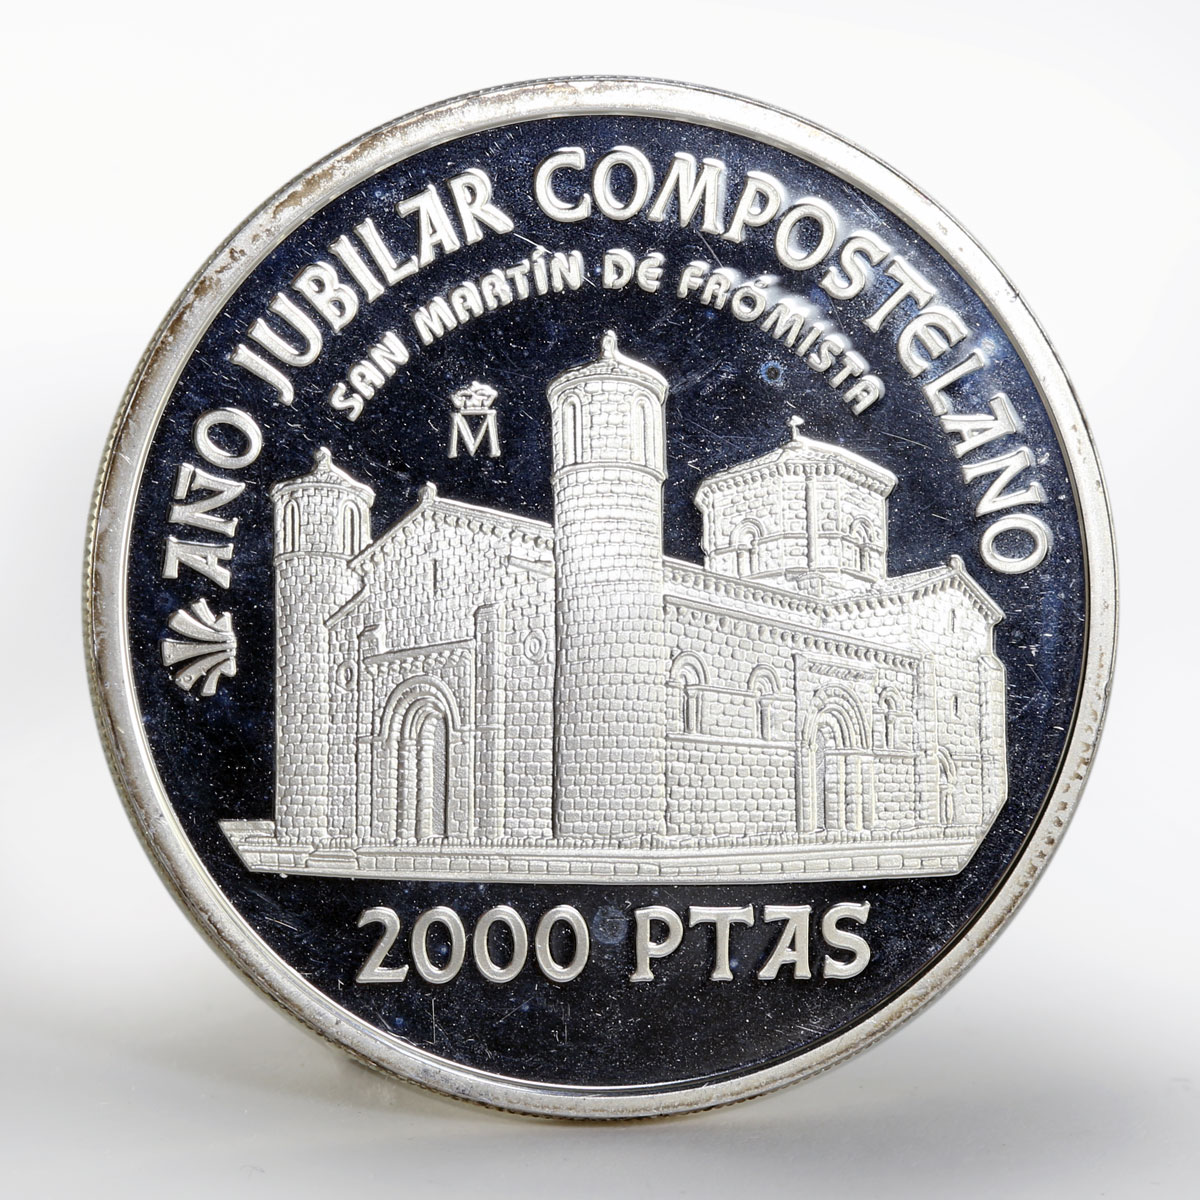 AÑO JUBILAR COMPOSTELANO
SAN MARTÍN DE FRÓMISTA
M
2000 PTAS